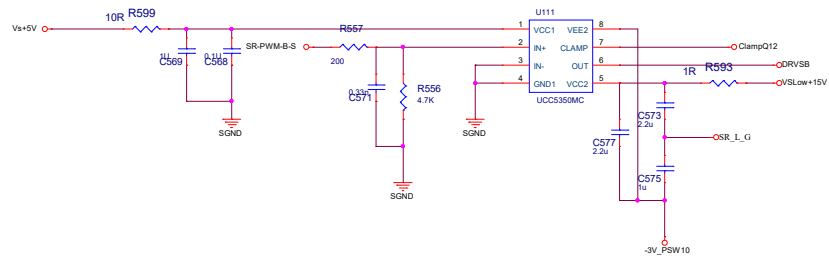 U111
R599
10R
Vs+5V
1
VCC1
VEE2
8
R557
SR-PWM-B-S
200
2
IN+
CLAMP
7
ClampQ12
1U
C569
0.1U
C568
3
IN-
OUT
6
DRVSB
R593
1R
4
GND1
VCC2
5
VSLow+15V
UCC5350MC
0.33n
C571
R556
4.7K
C573
2.2u
SGND
SGND
C577
2.2u
SR_L_G
C575
1u
SGND
-3V_PSW10